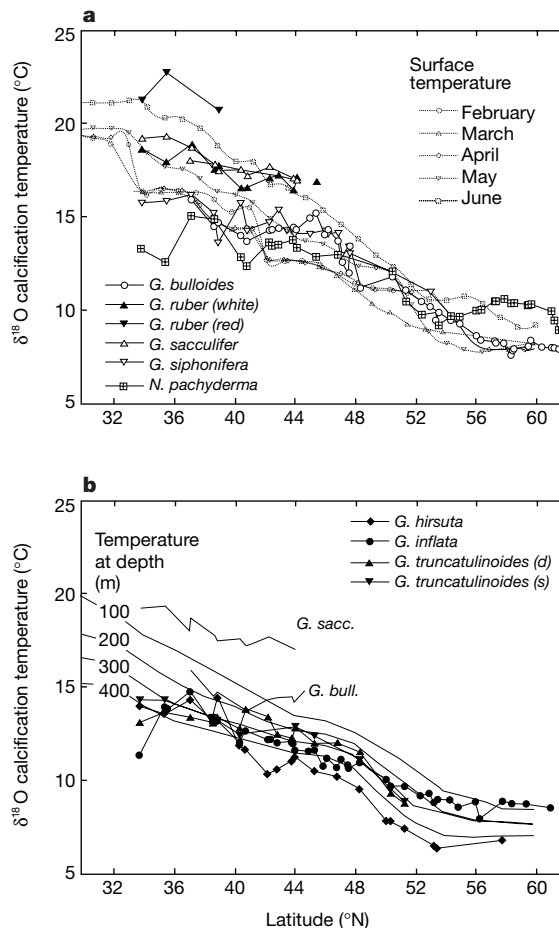 a
δ¹⁸O calcification temperature (°C)
25
20
15
10
5
Surface
temperature
February
March
April
May
June
G. bulloides
G. ruber (white)
G. ruber (red)
G. sacculifer
G. siphonifera
N. pachyderma
32 36 40 44 48 52 56 60
b
δ¹⁸O calcification temperature (°C)
25
20
15
10
5
Temperature
at depth
(m)
100
200
300
400
G. hirsuta
G. inflata
G. truncatulinoides (d)
G. truncatulinoides (s)
G. sacc.
G. bull.
32 36 40 44 48 52 56 60
Latitude (°N)